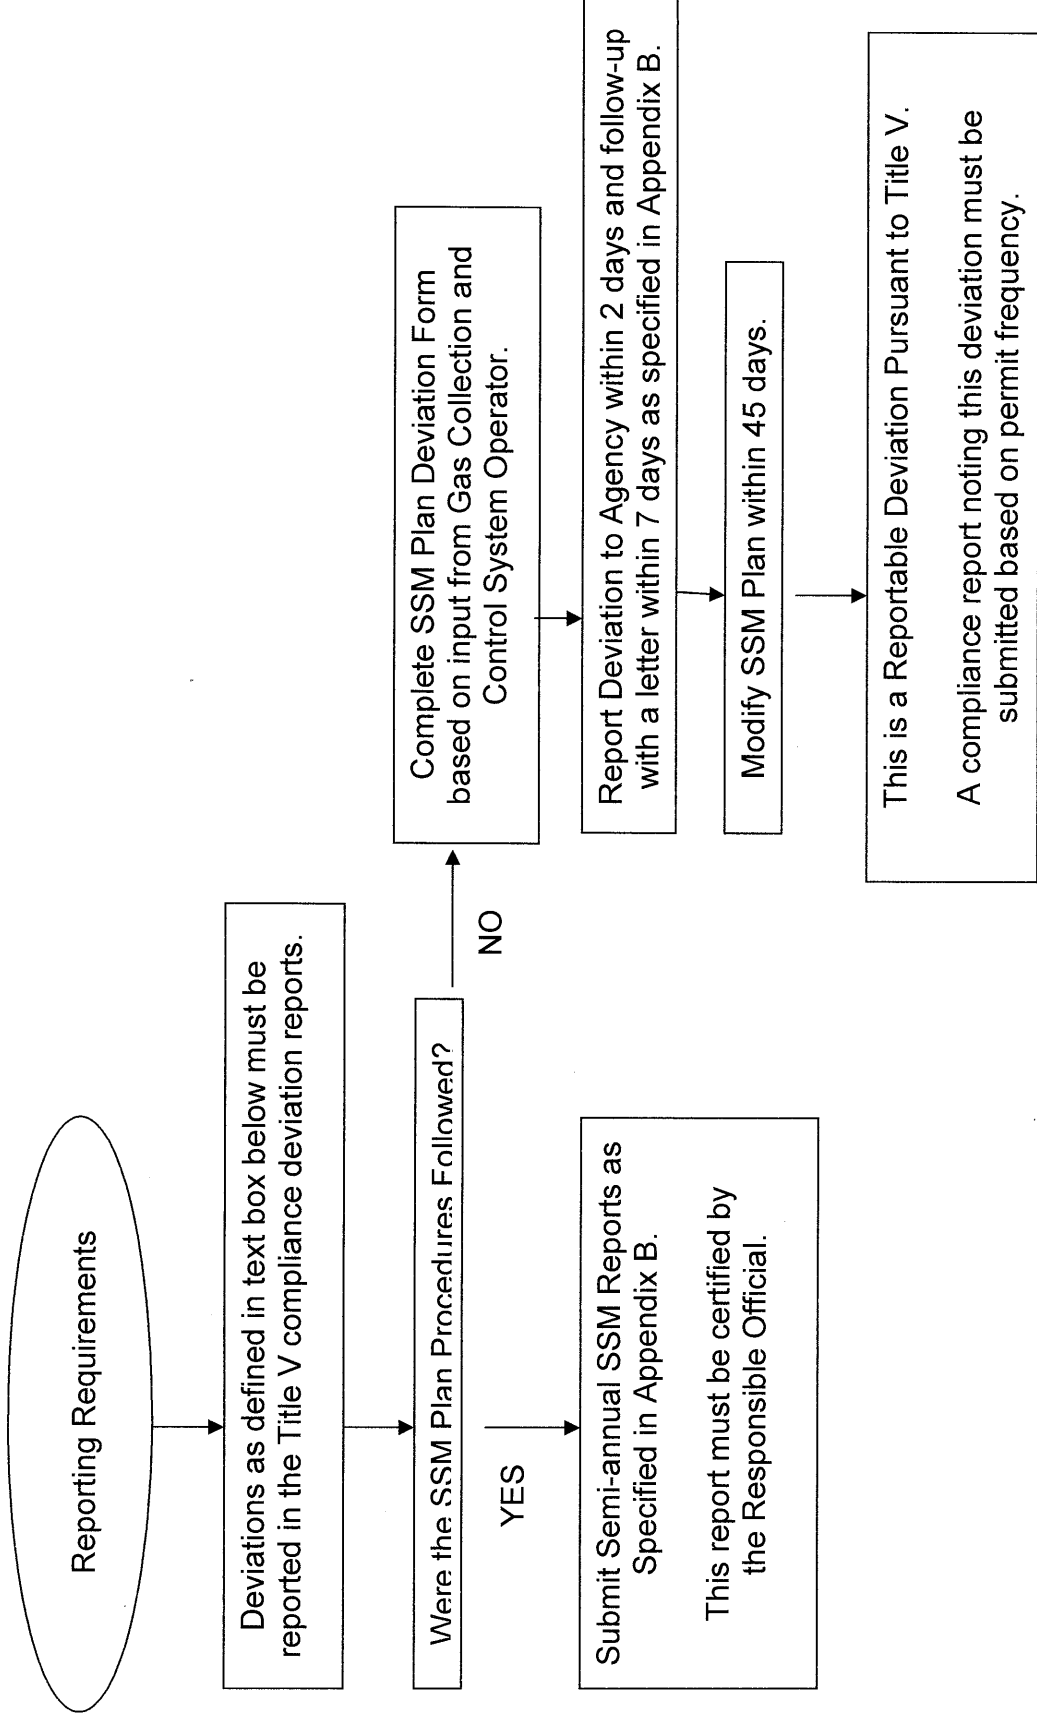 Reporting Requirements
Deviations as defined in text box below must be
reported in the Title V compliance deviation reports.
Were the SSM Plan Procedures Followed?
NO
YES
Complete SSM Plan Deviation Form
based on input from Gas Collection and
Control System Operator.
Report Deviation to Agency within 2 days and follow-up
with a letter within 7 days as specified in Appendix B.
Modify SSM Plan within 45 days.
This is a Reportable Deviation Pursuant to Title V.
A compliance report noting this deviation must be
submitted based on permit frequency.
Submit Semi-annual SSM Reports as
Specified in Appendix B.
This report must be certified by
the Responsible Official.